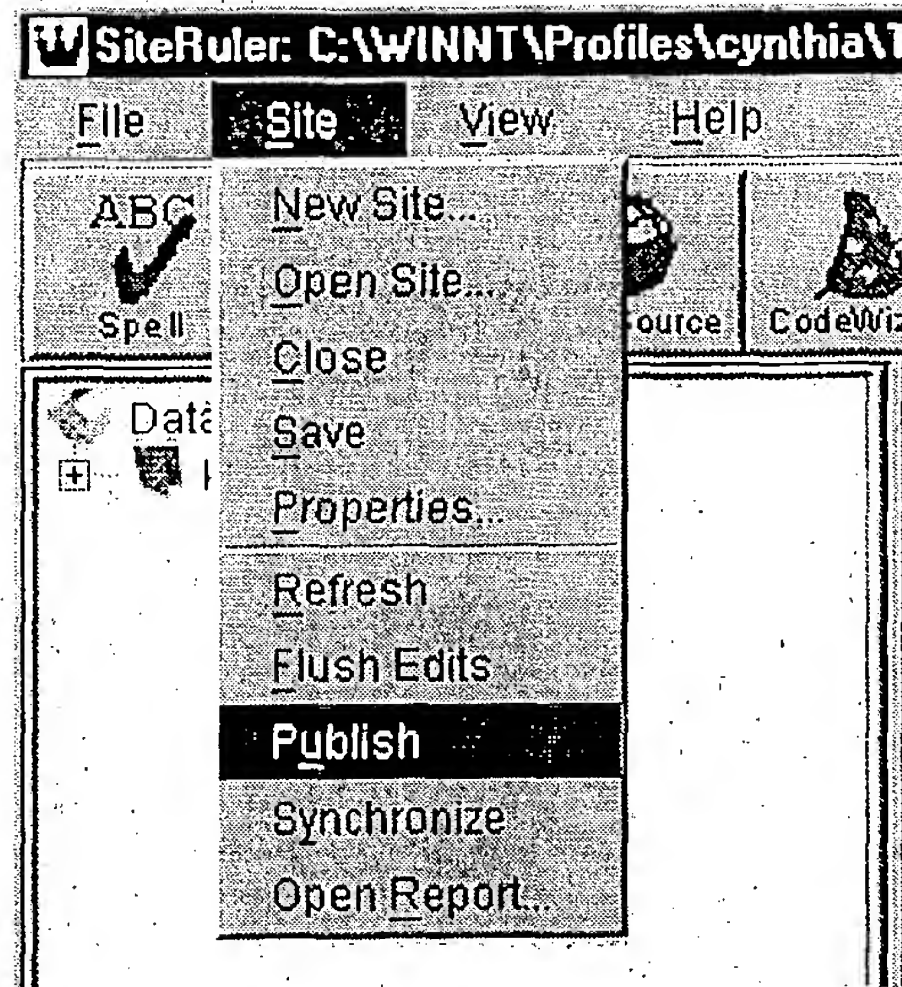 SiteRuler: C:\WINNT\Profiles\cynthia\
File Site View Help
ABC
Spell
ource
CodeWiz
New Site...
Open Site...
Close
Save
Properties...
Refresh
Flush Edits
Publish
Synchronize
Open Report...
Data